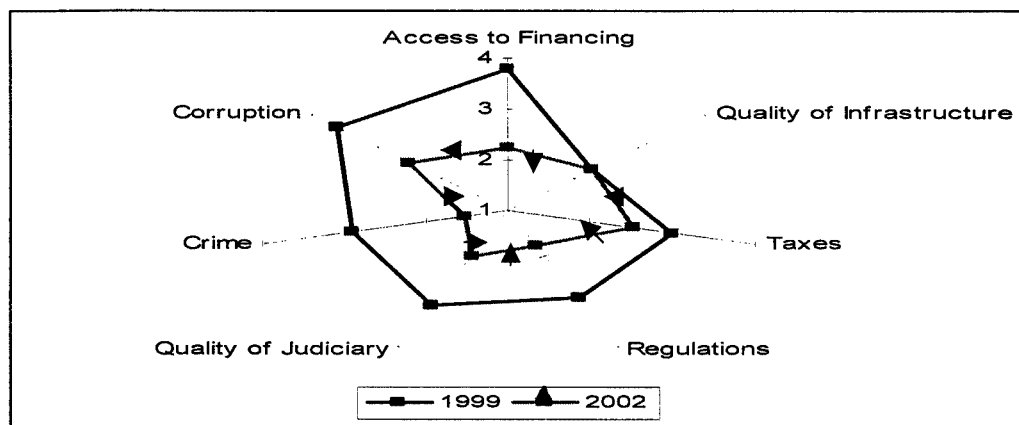 Access to Financing
4
Corruption
3
Quality of Infrastructure
2
1
Crime
Taxes
Quality of Judiciary
Regulations
1999
2002